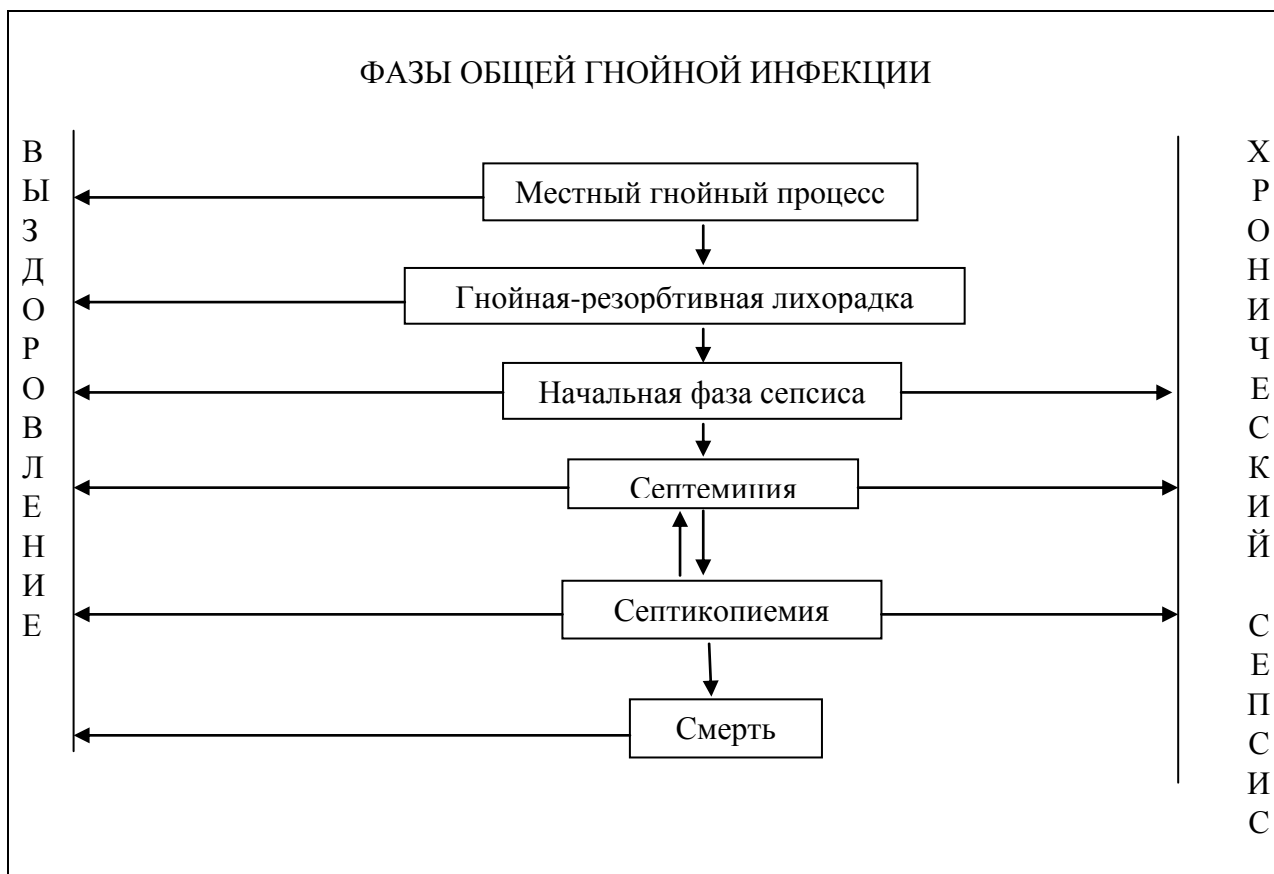 ФАЗЫ ОБЩЕЙ ГНОЙНОЙ ИНФЕКЦИИ
ВЫЗДОРОВЛЕНИЕ
Местный гнойный процесс
Гнойная-резорбтивная лихорадка
Начальная фаза сепсиса
Септемиция
Септикопиемия
Смерть
ХРОНИЧЕСКИЙ СЕПСИС